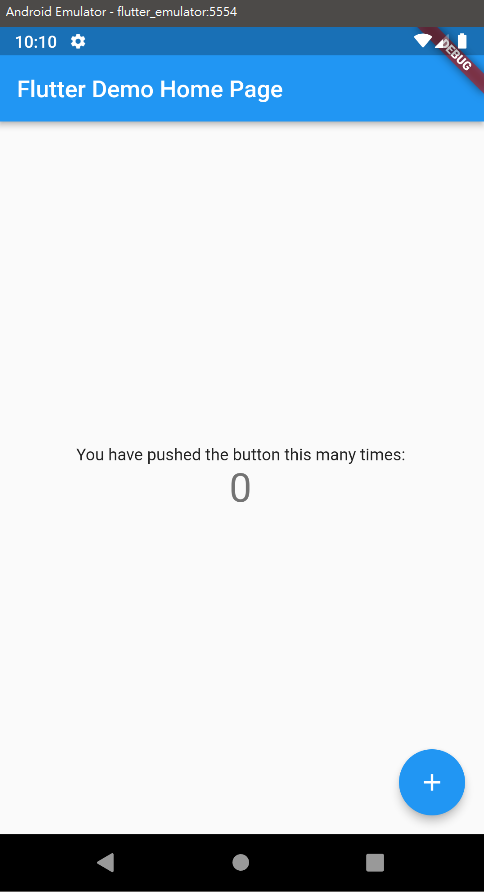 Android Emulator - flutter_emulator:5554
10:10
DEBUG
Flutter Demo Home Page
You have pushed the button this many times:
0